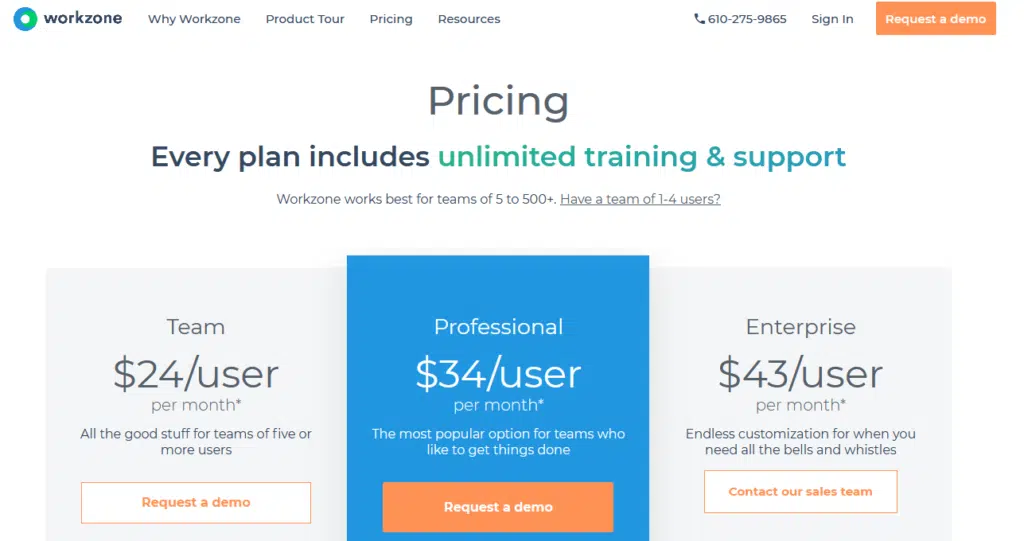 workzone Why Workzone Product Tour Pricing Resources 610-275-9865 Sign In Request a demo
Pricing
Every plan includes unlimited training & support
Workzone works best for teams of 5 to 500+. Have a team of 1-4 users?
Team
$24/user
per month*
All the good stuff for teams of five or
more users
Request a demo
Professional
$34/user
per month*
The most popular option for teams who
like to get things done
Request a demo
Enterprise
$43/user
per month*
Endless customization for when you
need all the bells and whistles
Contact our sales team